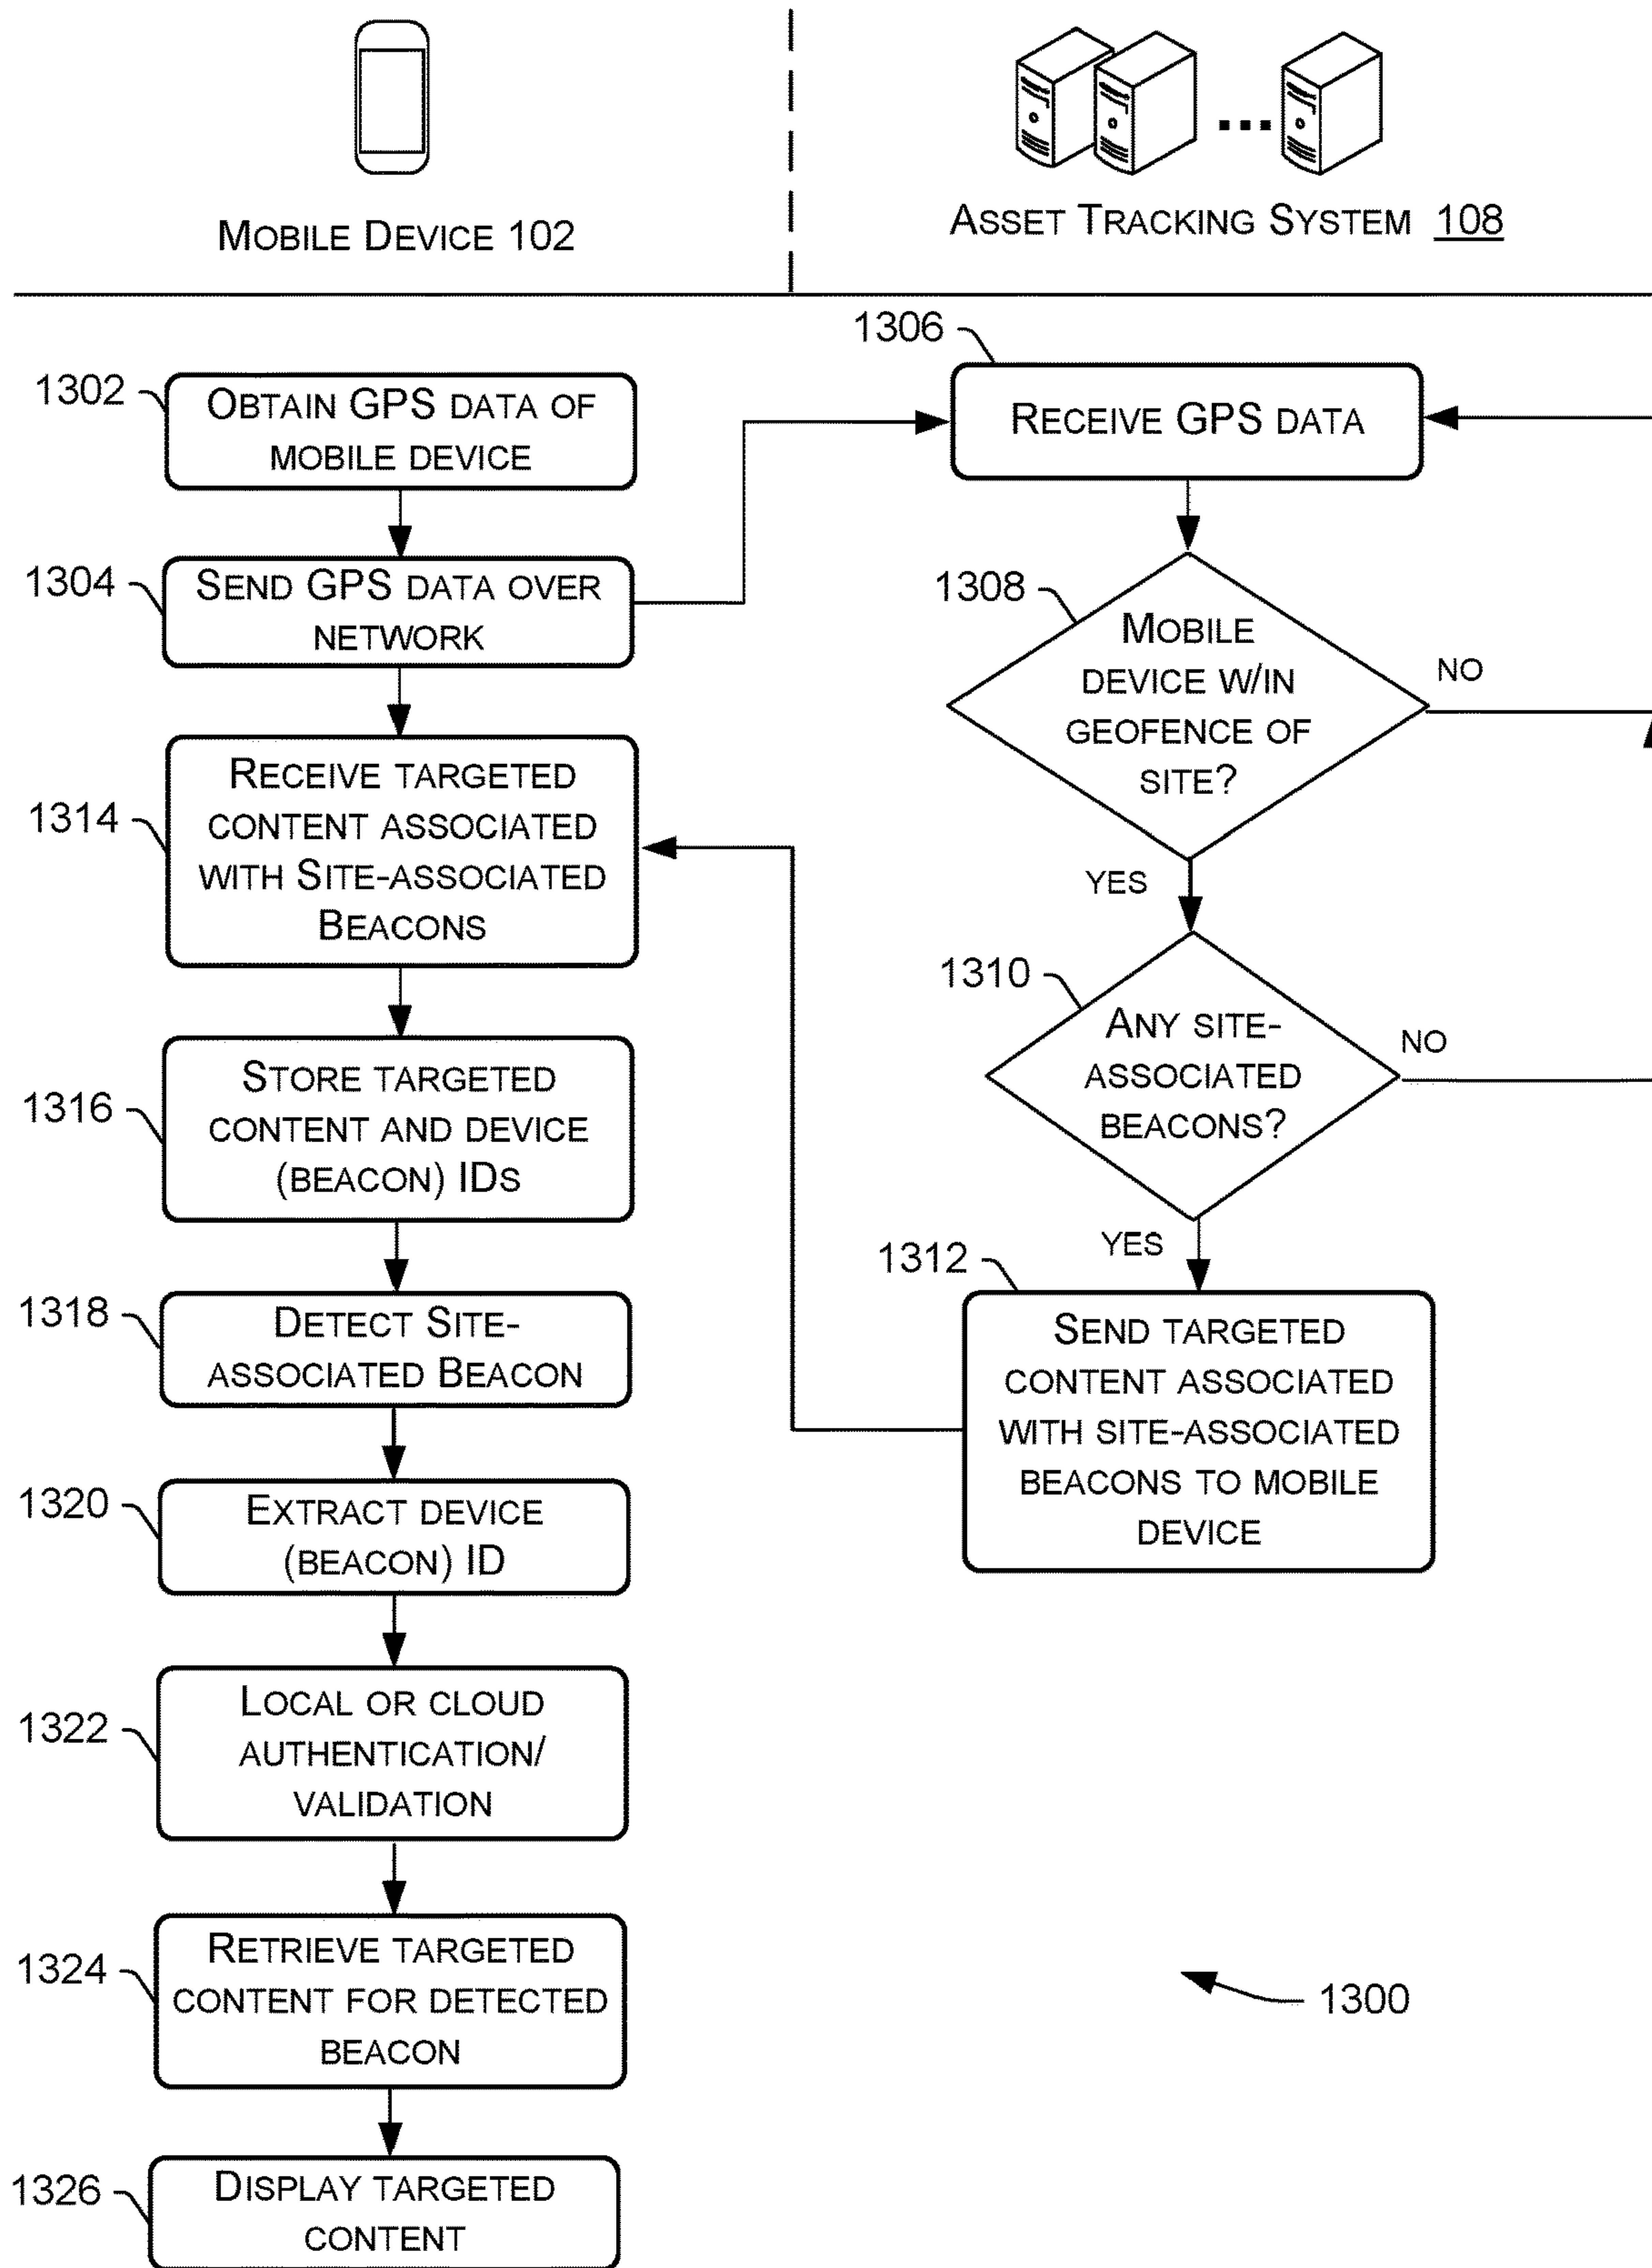 MOBILE DEVICE 102
ASSET TRACKING SYSTEM 108
1302
OBTAIN GPS DATA OF
MOBILE DEVICE
1304
SEND GPS DATA OVER
NETWORK
1306
RECEIVE GPS DATA
1308
MOBILE
DEVICE W/IN
GEOFENCE OF
SITE?
NO
YES
1310
ANY SITE-
ASSOCIATED
BEACONS?
NO
YES
1312
SEND TARGETED
CONTENT ASSOCIATED
WITH SITE-ASSOCIATED
BEACONS TO MOBILE
DEVICE
1314
RECEIVE TARGETED
CONTENT ASSOCIATED
WITH SITE-ASSOCIATED
BEACONS
1316
STORE TARGETED
CONTENT AND DEVICE
(BEACON) IDS
1318
DETECT SITE-
ASSOCIATED BEACON
1320
EXTRACT DEVICE
(BEACON) ID
1322
LOCAL OR CLOUD
AUTHENTICATION/
VALIDATION
1324
RETRIEVE TARGETED
CONTENT FOR DETECTED
BEACON
1326
DISPLAY TARGETED
CONTENT
1300